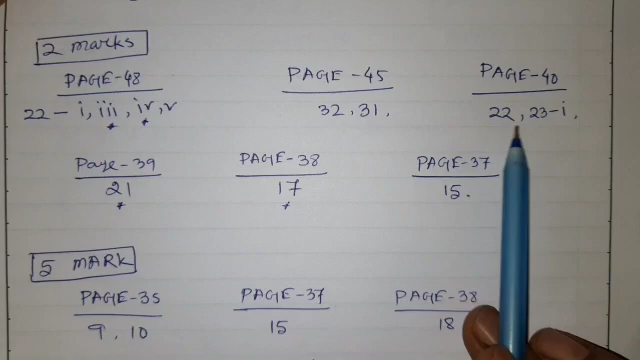 2 marks
PAGE-48 PAGE-45 PAGE-40
22 - i, iii, iv, v 32, 31, 22, 23-i,
* *
Page-39 PAGE-38 PAGE-37
21 17 15.
* *
5 MARK
PAGE-35 PAGE-37 PAGE-38
9, 10 15 18